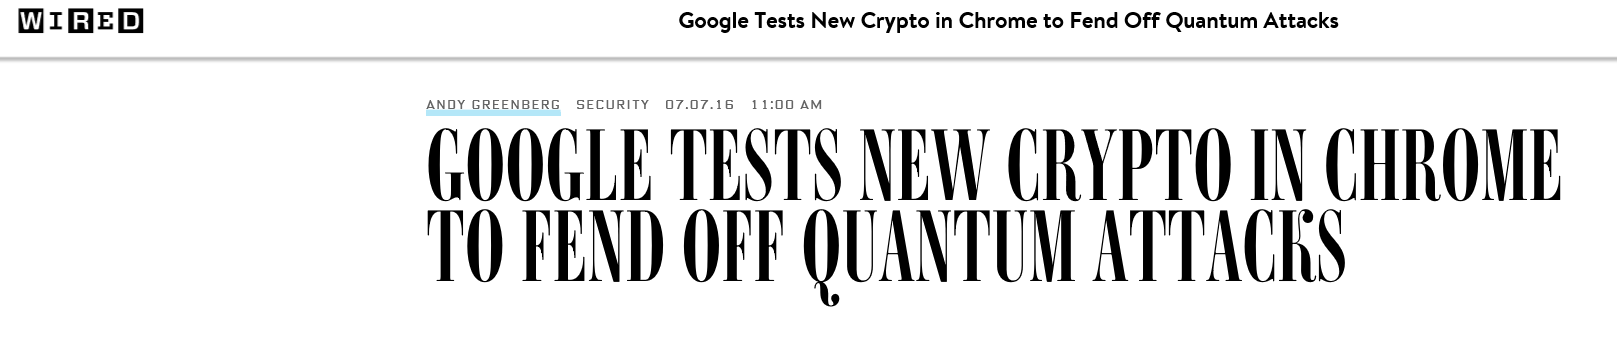 WIRED
Google Tests New Crypto in Chrome to Fend Off Quantum Attacks
ANDY GREENBERG SECURITY 07.07.16 11:00 AM
GOOGLE TESTS NEW CRYPTO IN CHROME
TO FEND OFF QUANTUM ATTACKS